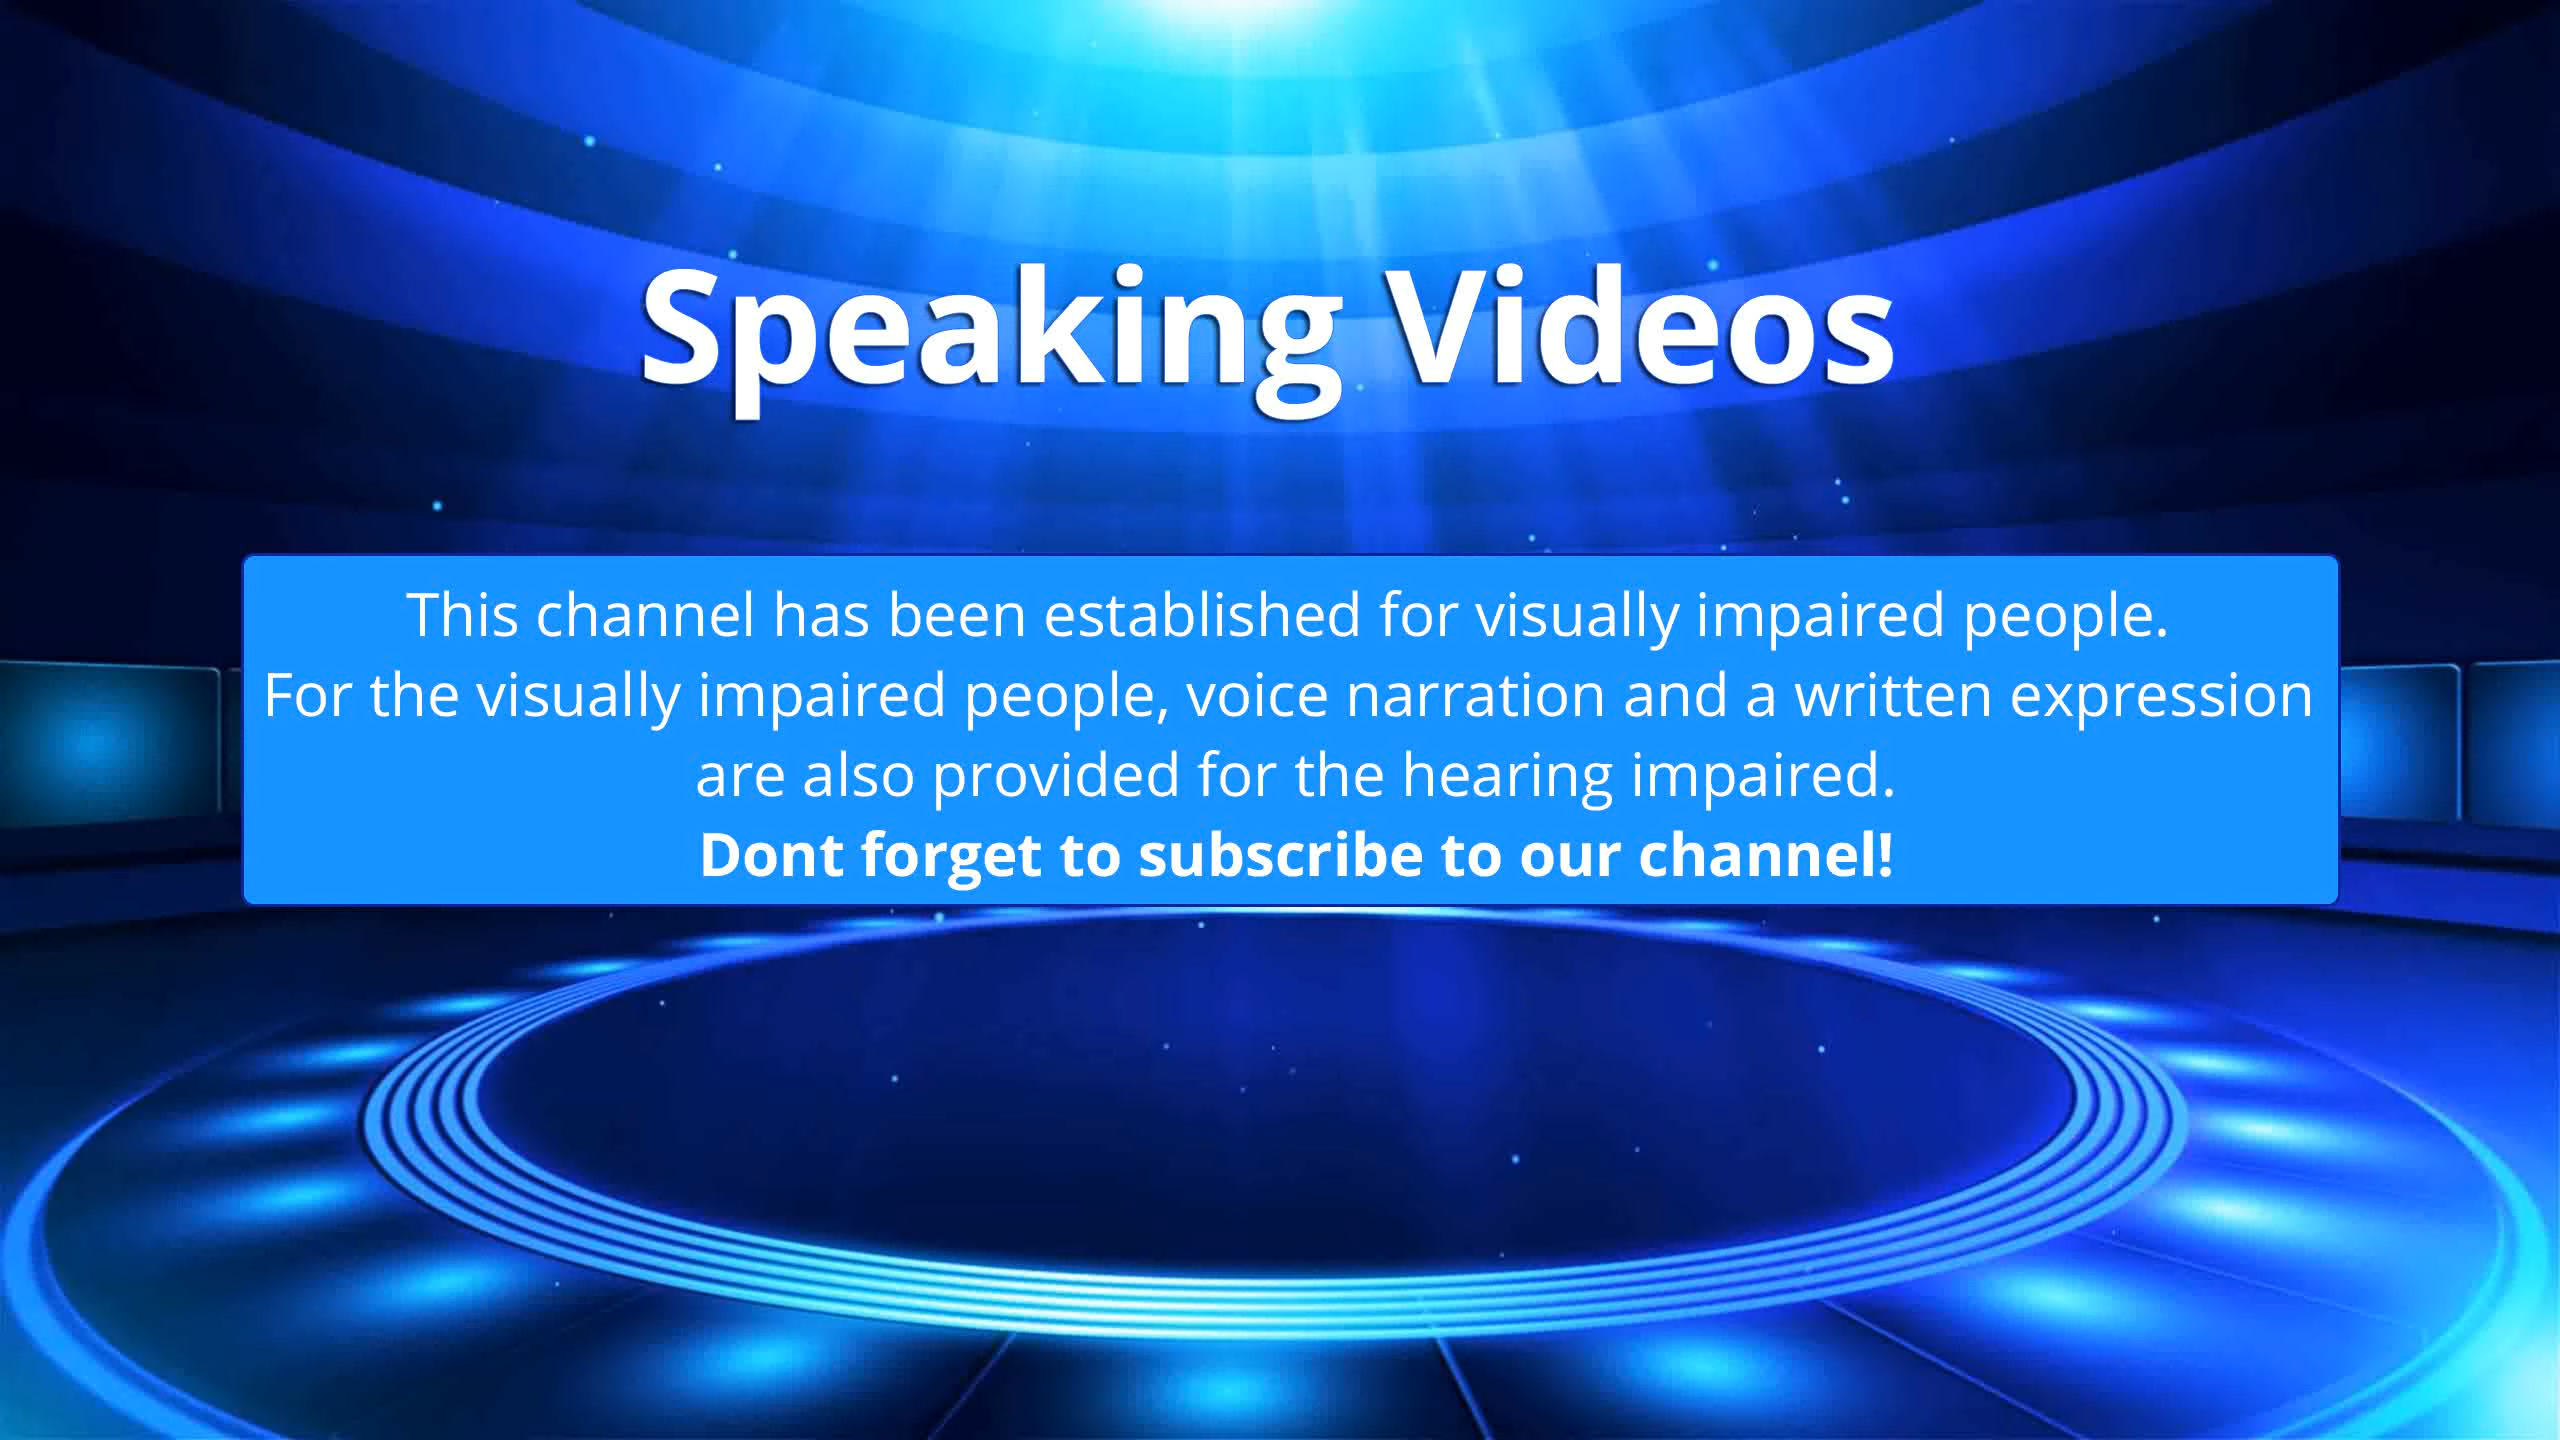 Speaking Videos
This channel has been established for visually impaired people.
For the visually impaired people, voice narration and a written expression
are also provided for the hearing impaired.
Dont forget to subscribe to our channel!